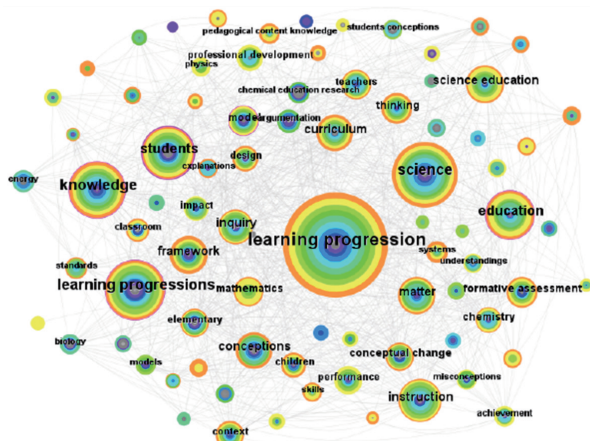 pedagogical content knowledge
students conceptions
professional development
physics
science education
teachers
chemical education research
thinking
model
argumentation
curriculum
students
design
explanations
science
energy
knowledge
impact
education
classroom
inquiry
learning progression
framework
systems
understandings
standards
learning progressions
mathematics
matter
formative assessment
elementary
chemistry
biology
conceptions
conceptual change
models
children
performance
misconceptions
skills
instruction
achievement
context